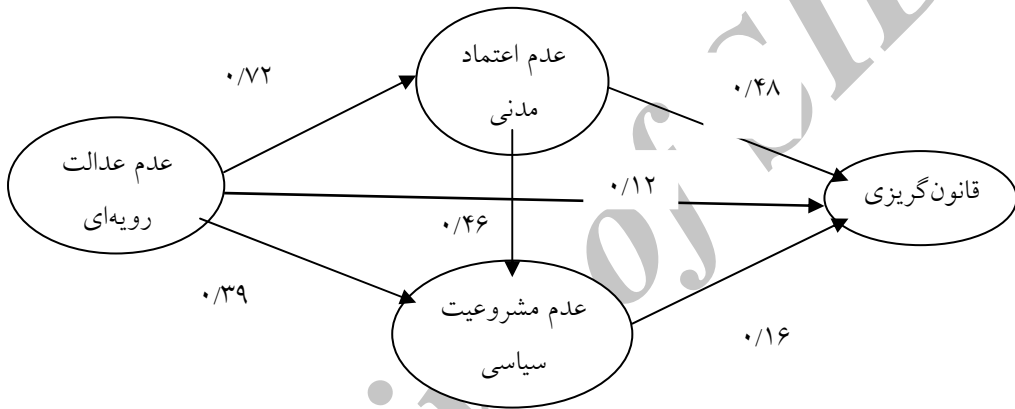 عدم اعتماد
مدنی
۰/۷۲
۰/۴۸
عدم عدالت
رویه‌ای
۰/۱۲
قانون‌گریزی
۰/۴۶
۰/۳۹
عدم مشروعیت
سیاسی
۰/۱۶